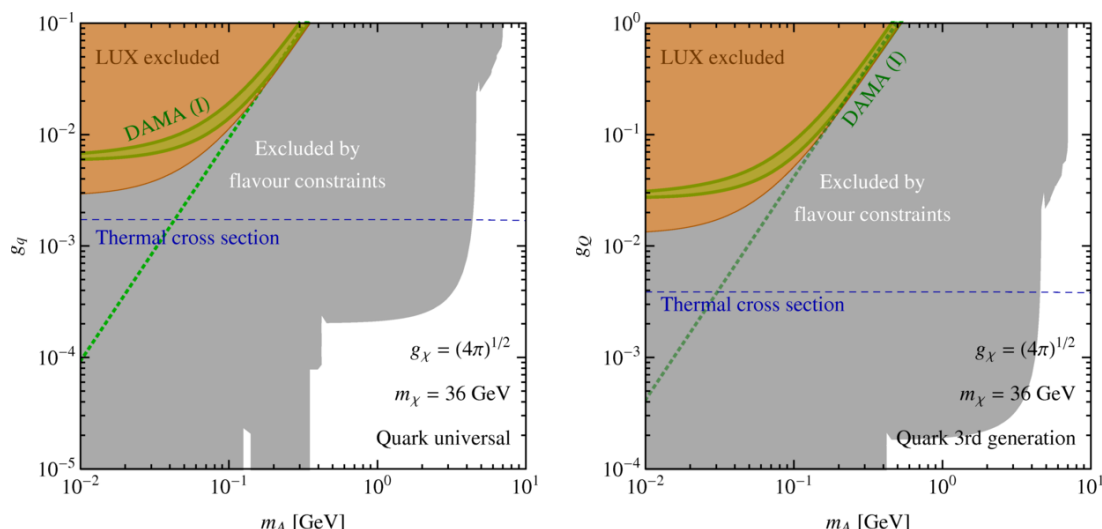 10^-1
LUX excluded
DAMA (I)
10^-2
Excluded by
flavour constraints
g_q
10^-3
Thermal cross section
10^-4
g_χ = (4π)^1/2
m_χ = 36 GeV
Quark universal
10^-5
10^-2
10^-1
10^0
10^1
m_A [GeV]
10^0
LUX excluded
DAMA (I)
10^-1
Excluded by
flavour constraints
g_Q
10^-2
Thermal cross section
10^-3
g_χ = (4π)^1/2
m_χ = 36 GeV
Quark 3rd generation
10^-4
10^-2
10^-1
10^0
10^1
m_A [GeV]